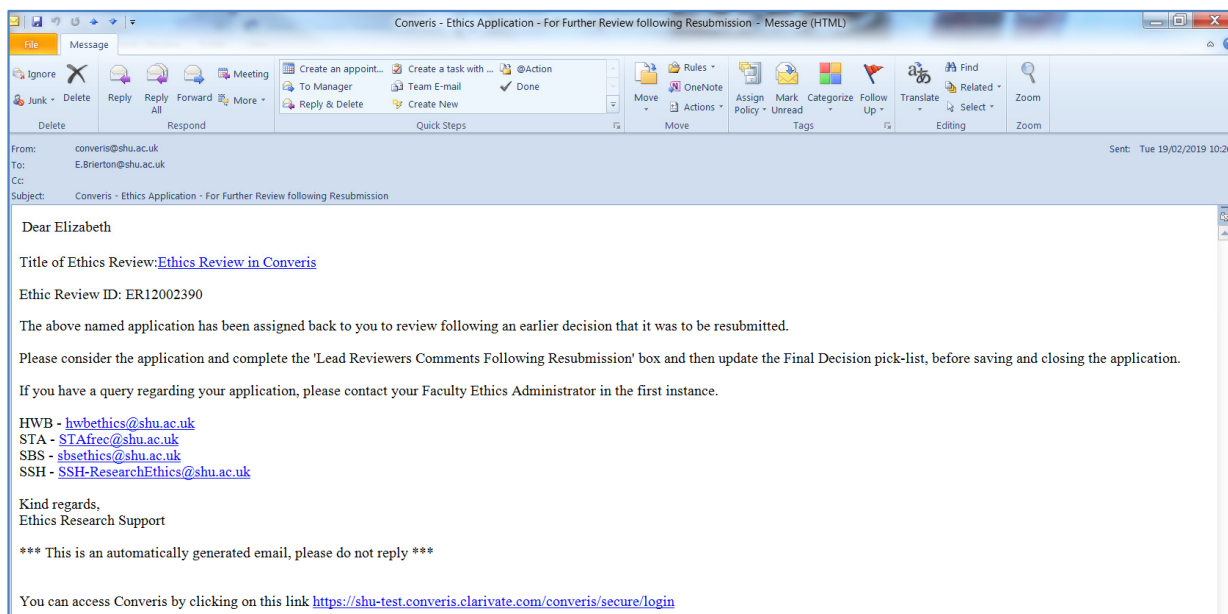 Converis - Ethics Application - For Further Review following Resubmission - Message (HTML)
File Message
Ignore
Junk
Delete
Reply
Reply All
Forward
Meeting
More
Create an appoint...
To Manager
Reply & Delete
Create a task with ...
Team E-mail
Create New
@Action
Done
Move
Rules
OneNote
Actions
Assign Policy
Mark Unread
Categorize
Follow Up
Translate
Find
Related
Select
Zoom
Delete Respond Quick Steps Move Tags Editing Zoom
From: converis@shu.ac.uk
Sent: Tue 19/02/2019 10:20
To: E.Brierton@shu.ac.uk
Cc:
Subject: Converis - Ethics Application - For Further Review following Resubmission
Dear Elizabeth
Title of Ethics Review:Ethics Review in Converis
Ethic Review ID: ER12002390
The above named application has been assigned back to you to review following an earlier decision that it was to be resubmitted.
Please consider the application and complete the 'Lead Reviewers Comments Following Resubmission' box and then update the Final Decision pick-list, before saving and closing the application.
If you have a query regarding your application, please contact your Faculty Ethics Administrator in the first instance.
HWB - hwbethics@shu.ac.uk
STA - STAfrec@shu.ac.uk
SBS - sbsethics@shu.ac.uk
SSH - SSH-ResearchEthics@shu.ac.uk
Kind regards,
Ethics Research Support
*** This is an automatically generated email, please do not reply ***
You can access Converis by clicking on this link https://shu-test.converis.clarivate.com/converis/secure/login